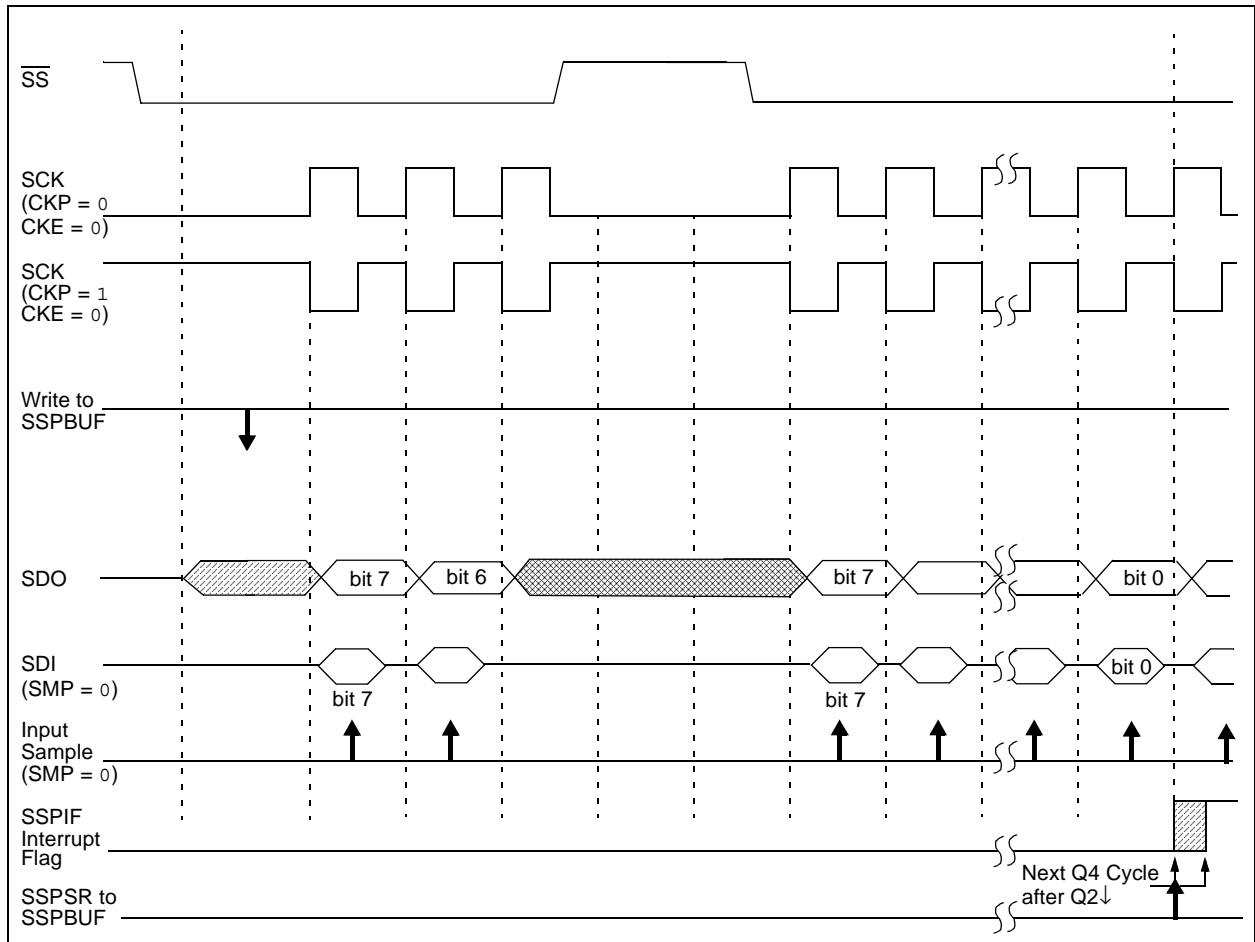 SS
SCK
(CKP = 0
CKE = 0)
SCK
(CKP = 1
CKE = 0)
Write to
SSPBUF
SDO
bit 7
bit 6
bit 7
bit 0
SDI
(SMP = 0)
bit 7
bit 7
bit 0
Input
Sample
(SMP = 0)
SSPIF
Interrupt
Flag
Next Q4 Cycle
after Q2↓
SSPSR to
SSPBUF